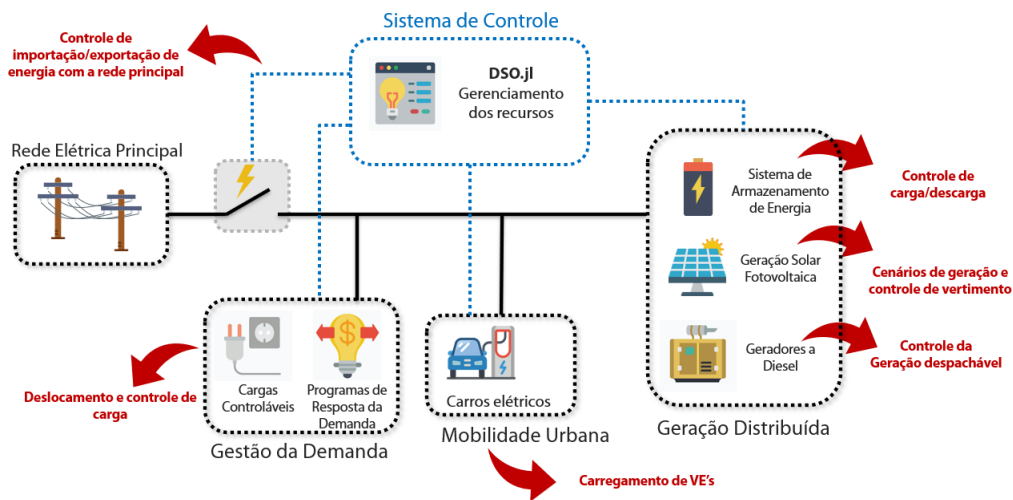 Sistema de Controle
Controle de
importação/exportação de
energia com a rede principal
DSO.jl
Gerenciamento
dos recursos
Rede Elétrica Principal
Sistema de
Armazenamento
de Energia
Controle de
carga/descarga
Geração Solar
Fotovoltaica
Cenários de geração e
controle de vertimento
Geradores a
Diesel
Controle da
Geração despachável
Geração Distribuída
Cargas
Controláveis
Programas de
Resposta da
Demanda
Deslocamento e controle de
carga
Gestão da Demanda
Carros elétricos
Mobilidade Urbana
Carregamento de VE's